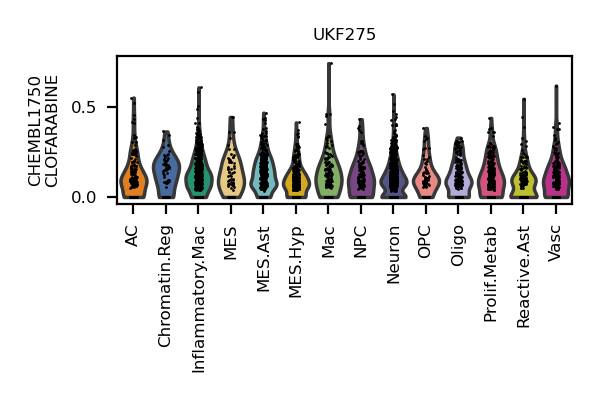 UKF275
CHEMBL1750
CLOFARABINE
0.5
0.0
AC
Chromatin.Reg
Inflammatory.Mac
MES
MES.Ast
MES.Hyp
Mac
NPC
Neuron
OPC
Oligo
Prolif.Metab
Reactive.Ast
Vasc